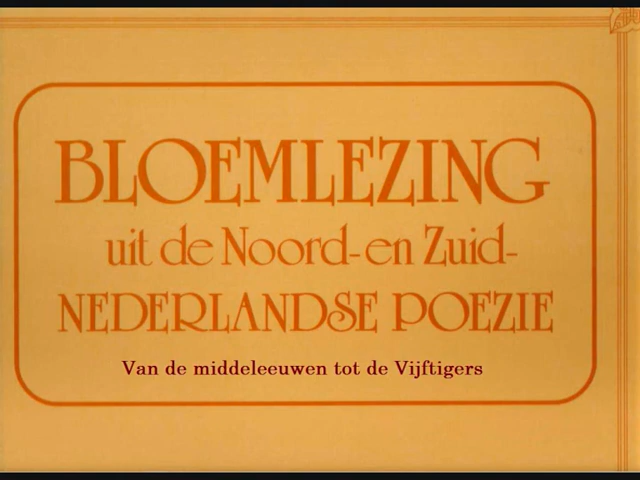 BLOEMLEZING
uit de Noord- en Zuid-
NEDERLANDSE POEZIE
Van de middeleeuwen tot de Vijftigers